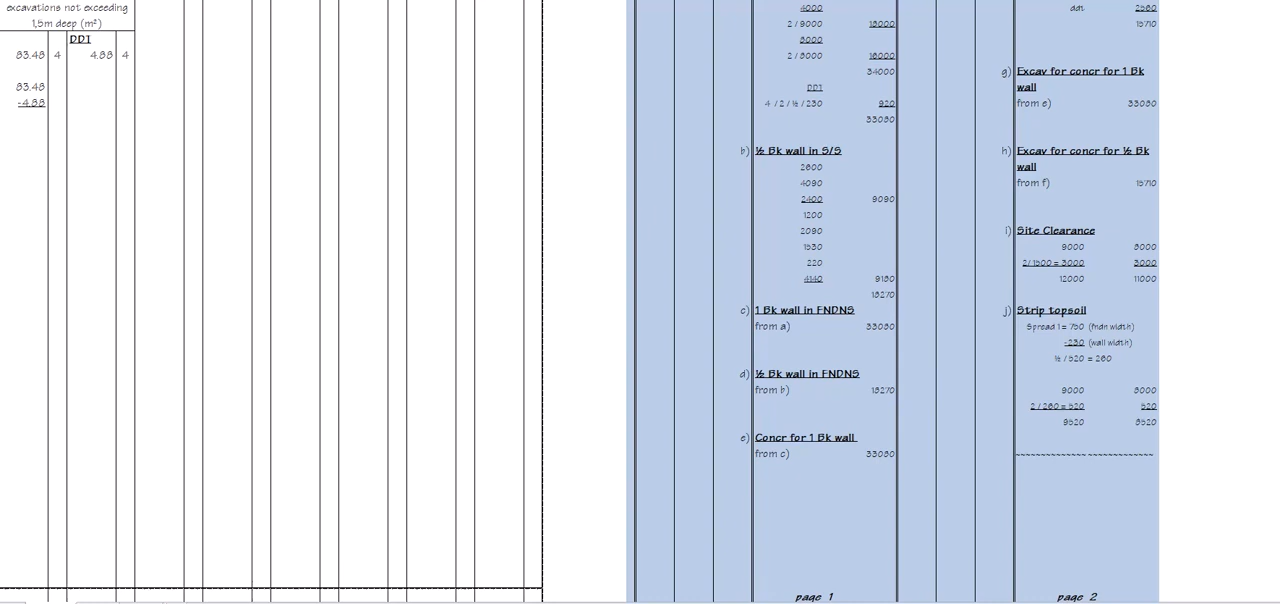 excavations not exceeding
1,5m deep (m²)
DDT
83.48 4 4.88 4
83.48
-4.88
4000
2 / 9000 18000
8000
2 / 8000 16000
34000
DDT
4 / 2 / ½ / 230 920
33080
b) ½ Bk wall in S/S
2600
4090
2400 9090
1200
2090
1530
220
4140 9180
18270
c) 1 Bk wall in FNDNS
from a) 33080
d) ½ Bk wall in FNDNS
from b) 18270
e) Concr for 1 Bk wall
from c) 33080
page 1
ddt 2560
15710
g) Excav for concr for 1 Bk
wall
from e) 33080
h) Excav for concr for ½ Bk
wall
from f) 15710
i) Site Clearance
9000 8000
2/ 1500 = 3000 3000
12000 11000
j) Strip topsoil
Spread 1 = 750 (fndn width)
-230 (wall width)
½ / 520 = 260
9000 8000
2 / 260 = 520 520
9520 8520
~~~~~~~~~~~~~~~~~~~~~~~~~~~
page 2